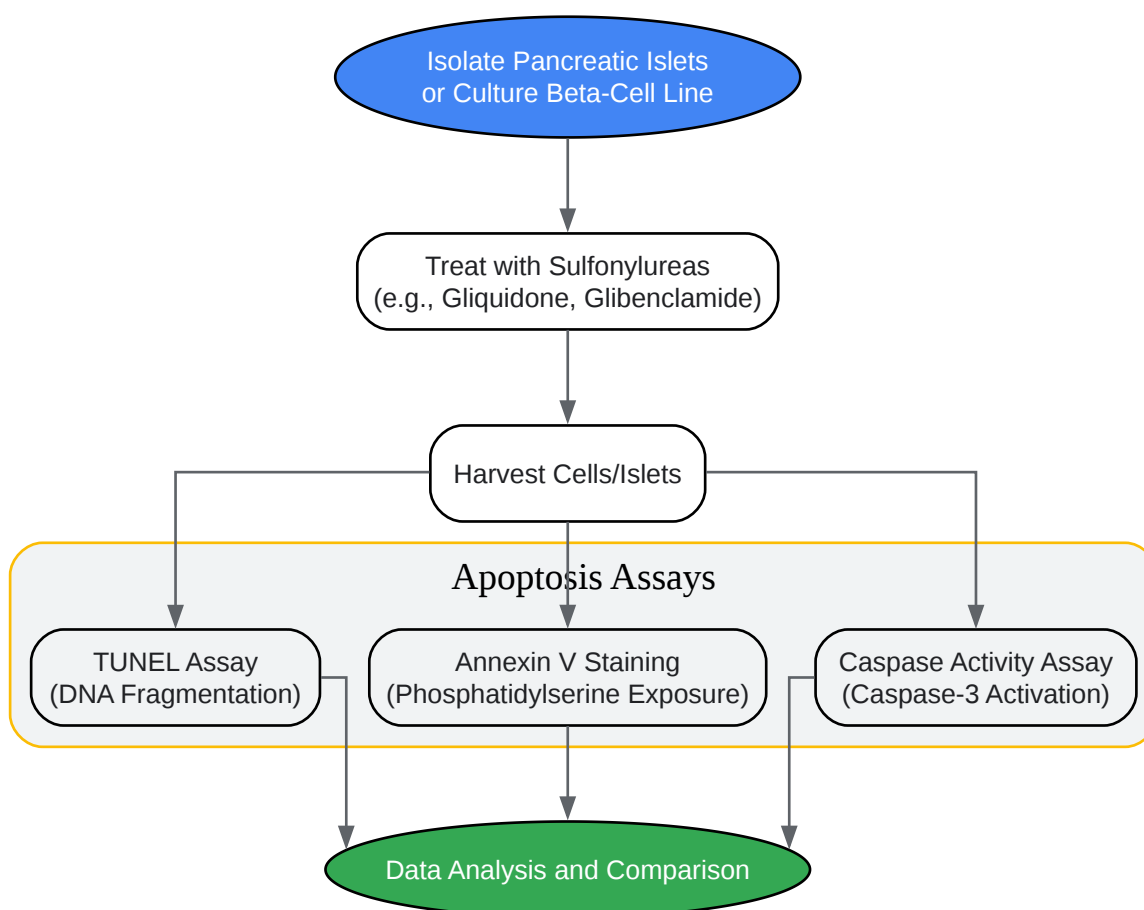 Isolate Pancreatic Islets
or Culture Beta-Cell Line
Treat with Sulfonylureas
(e.g., Gliquidone, Glibenclamide)
Harvest Cells/Islets
Apoptosis Assays
TUNEL Assay
(DNA Fragmentation)
Annexin V Staining
(Phosphatidylserine Exposure)
Caspase Activity Assay
(Caspase-3 Activation)
Data Analysis and Comparison